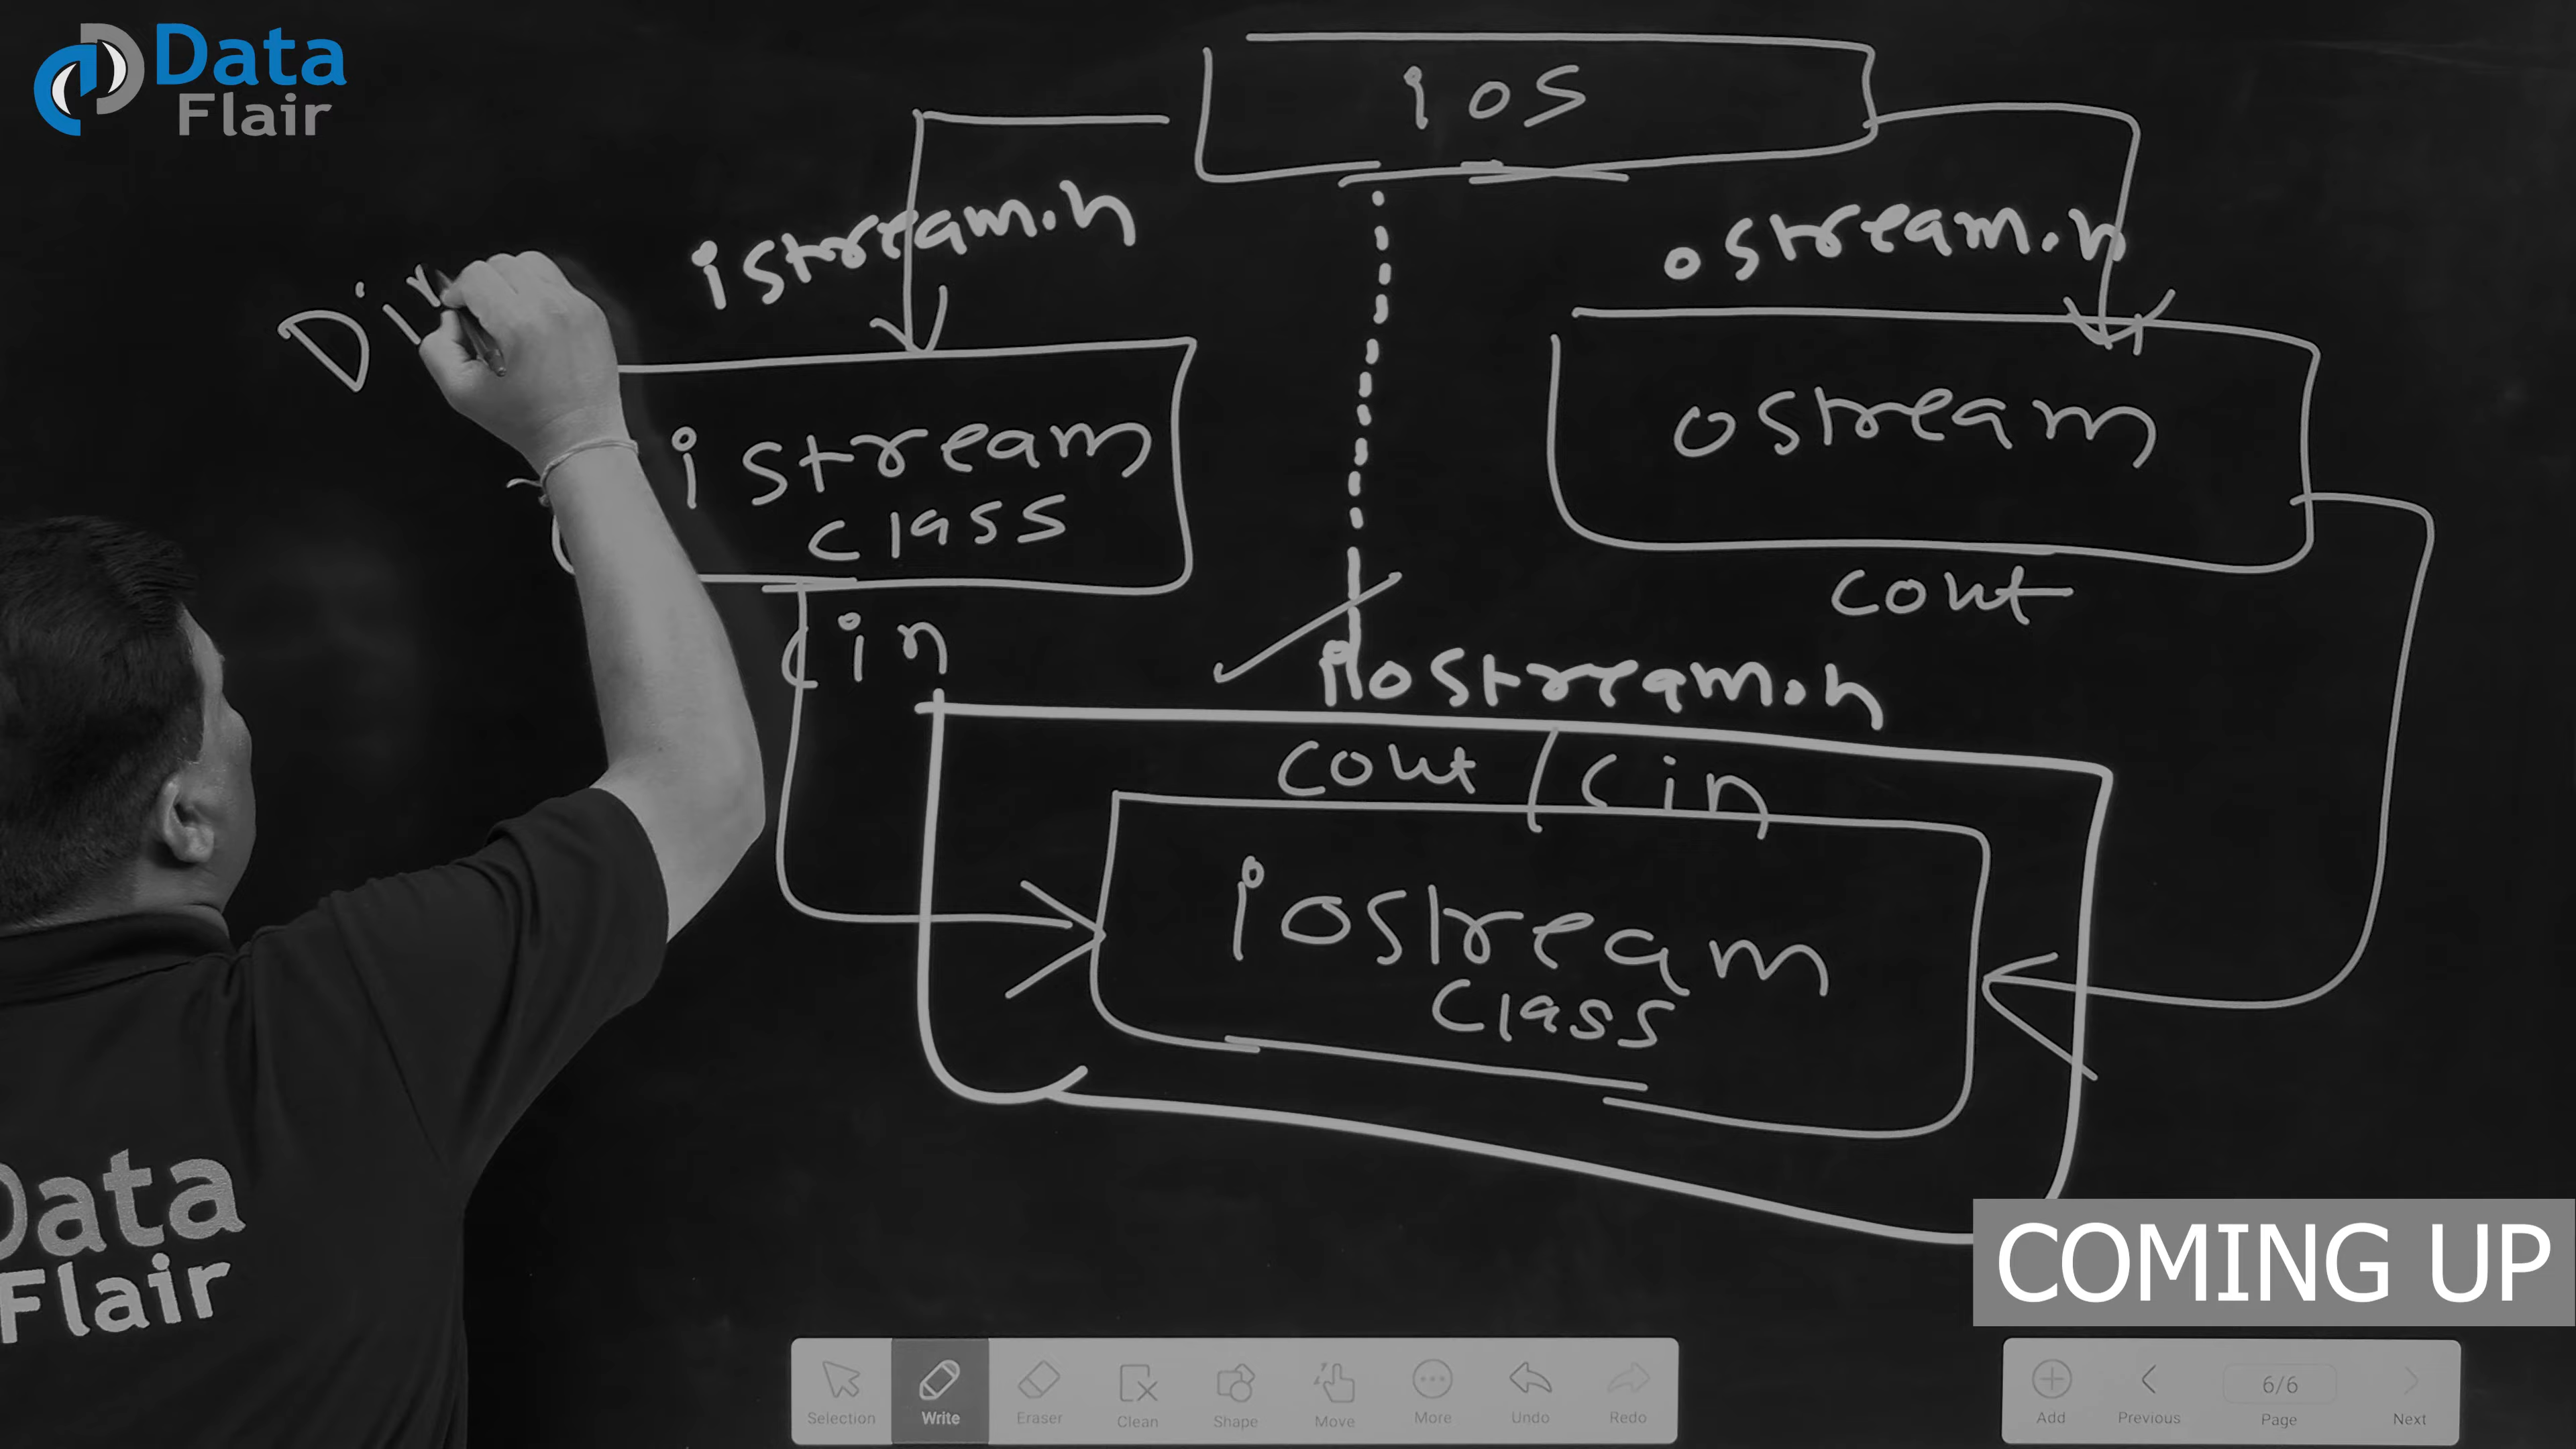 Data
Flair
ios
istream.h
ostream.h
Dir
istream
class
ostream
cin
cout
iostream.h
cout / cin
iostream
class
Data
Flair
COMING UP
Selection
Write
Eraser
Clean
Shape
Move
More
Undo
Redo
Add
Previous
6/6
Page
Next